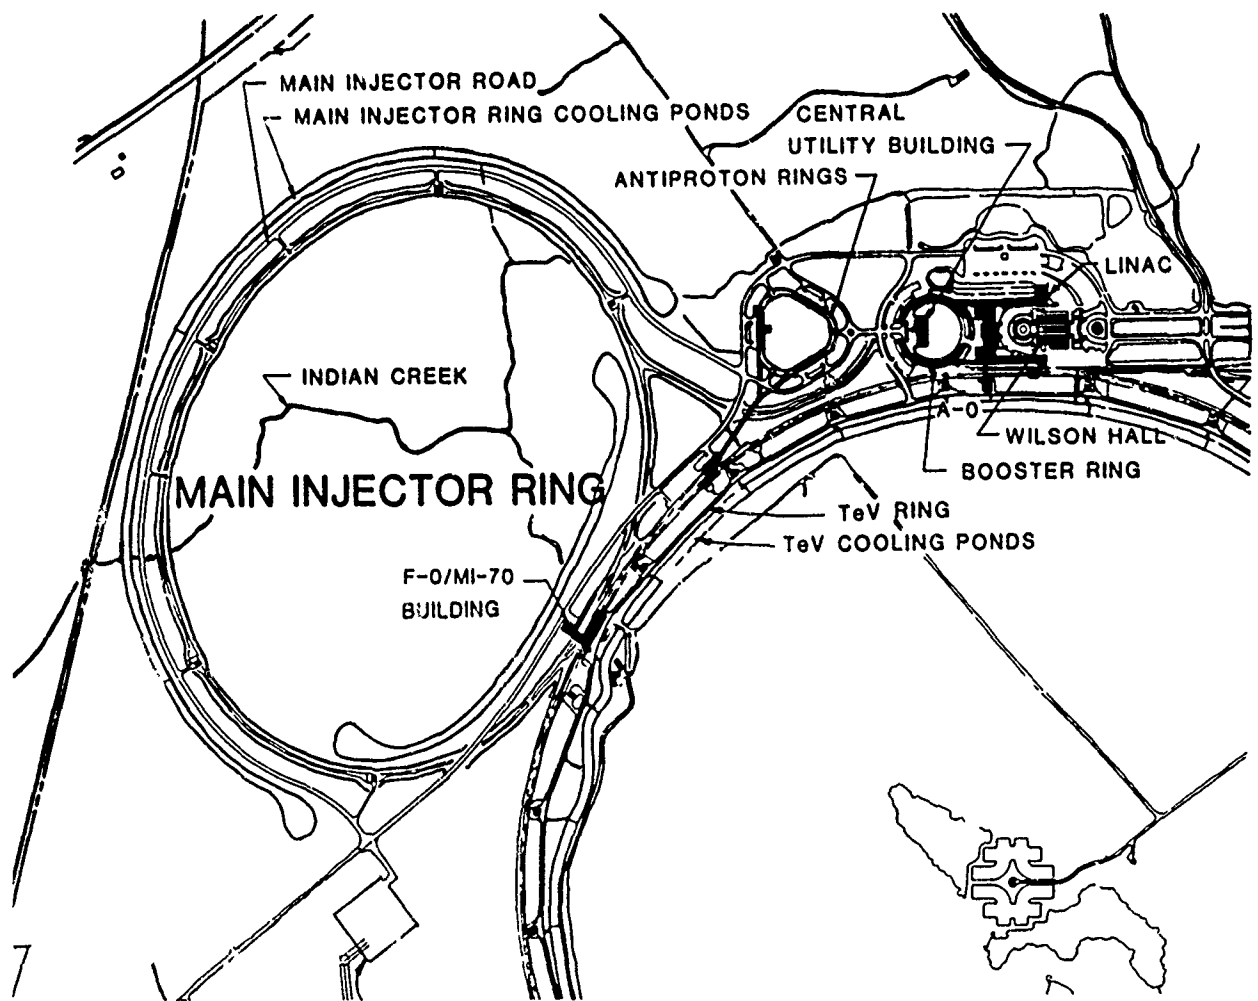 MAIN INJECTOR ROAD
MAIN INJECTOR RING COOLING PONDS
CENTRAL
UTILITY BUILDING
ANTIPROTON RINGS
LINAC
INDIAN CREEK
A-0
WILSON HALL
BOOSTER RING
MAIN INJECTOR RING
TeV RING
TeV COOLING PONDS
F-0/MI-70
BUILDING